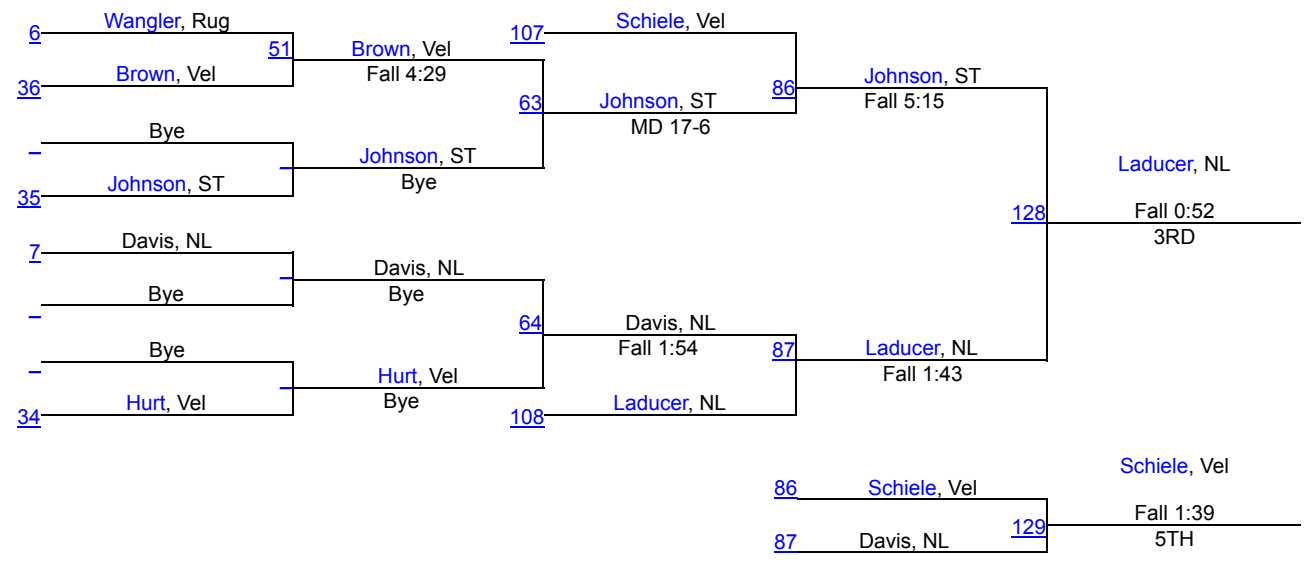 Wangler, Rug
6
51
Brown, Vel
36
Brown, Vel
Fall 4:29
Bye
–
–
Johnson, ST
35
Johnson, ST
Bye
63
Johnson, ST
MD 17-6
107
Schiele, Vel
86
Johnson, ST
Fall 5:15
Davis, NL
7
–
Bye
–
Davis, NL
Bye
Bye
–
–
Hurt, Vel
34
Hurt, Vel
Bye
64
Davis, NL
Fall 1:54
87
108
Laducer, NL
Laducer, NL
Fall 1:43
128
Laducer, NL
Fall 0:52
3RD
86
Schiele, Vel
87
Davis, NL
129
Schiele, Vel
Fall 1:39
5TH